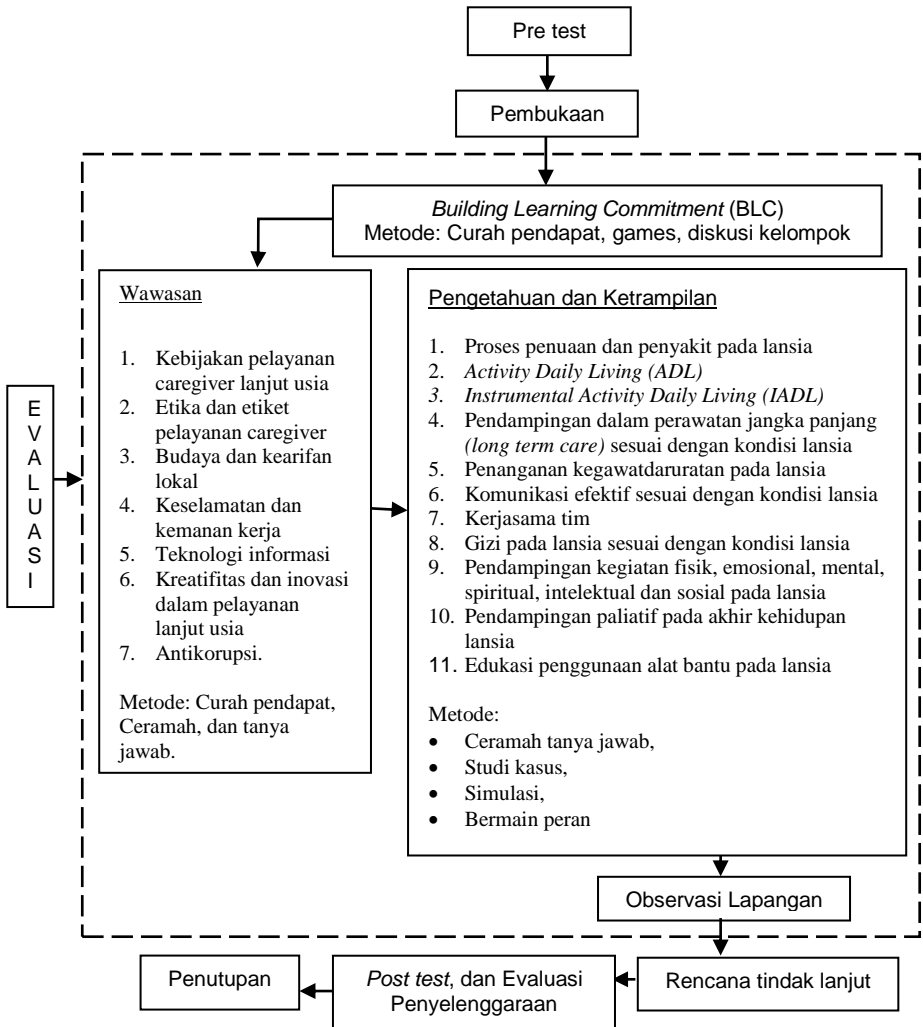 Pre test
Pembukaan
Building Learning Commitment (BLC)
Metode: Curah pendapat, games, diskusi kelompok
E
V
A
L
U
A
S
I
Wawasan
1. Kebijakan pelayanan
caregiver lanjut usia
2. Etika dan etiket
pelayanan caregiver
3. Budaya dan kearifan
lokal
4. Keselamatan dan
kemanan kerja
5. Teknologi informasi
6. Kreatifitas dan inovasi
dalam pelayanan
lanjut usia
7. Antikorupsi.
Metode: Curah pendapat,
Ceramah, dan tanya
jawab.
Pengetahuan dan Ketrampilan
1. Proses penuaan dan penyakit pada lansia
2. Activity Daily Living (ADL)
3. Instrumental Activity Daily Living (IADL)
4. Pendampingan dalam perawatan jangka panjang
(long term care) sesuai dengan kondisi lansia
5. Penanganan kegawatdaruratan pada lansia
6. Komunikasi efektif sesuai dengan kondisi lansia
7. Kerjasama tim
8. Gizi pada lansia sesuai dengan kondisi lansia
9. Pendampingan kegiatan fisik, emosional, mental,
spiritual, intelektual dan sosial pada lansia
10. Pendampingan paliatif pada akhir kehidupan
lansia
11. Edukasi penggunaan alat bantu pada lansia
Metode:
• Ceramah tanya jawab,
• Studi kasus,
• Simulasi,
• Bermain peran
Observasi Lapangan
Rencana tindak lanjut
Post test, dan Evaluasi
Penyelenggaraan
Penutupan